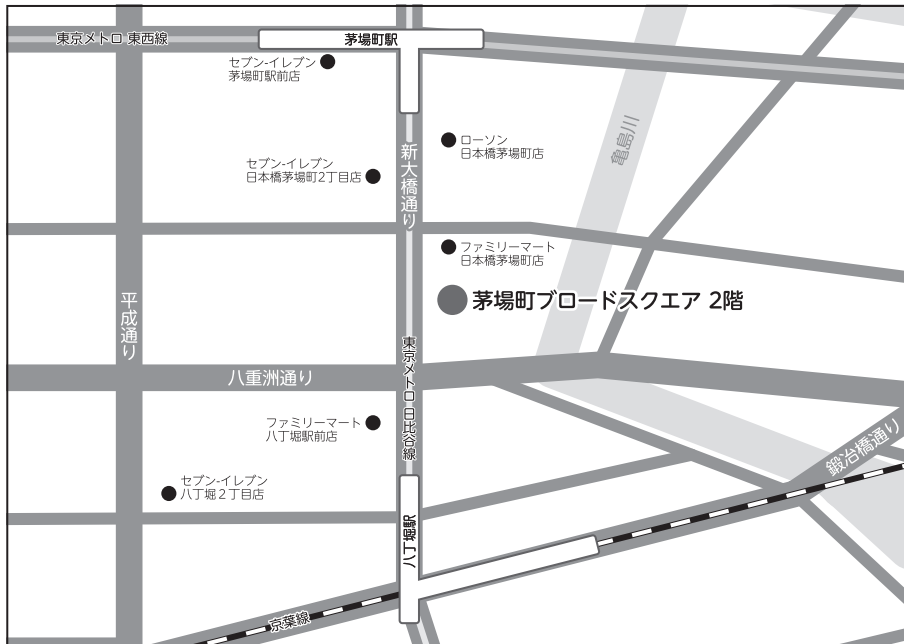 東京メトロ 東西線
茅場町駅
セブン-イレブン
茅場町駅前店
ローソン
日本橋茅場町店
亀島川
新大橋通り
セブン-イレブン
日本橋茅場町2丁目店
ファミリーマート
日本橋茅場町店
茅場町ブロードスクエア 2階
平成通り
東京メトロ 日比谷線
八重洲通り
ファミリーマート
八丁堀駅前店
鍛冶橋通り
セブン-イレブン
八丁堀2丁目店
八丁堀駅
京葉線